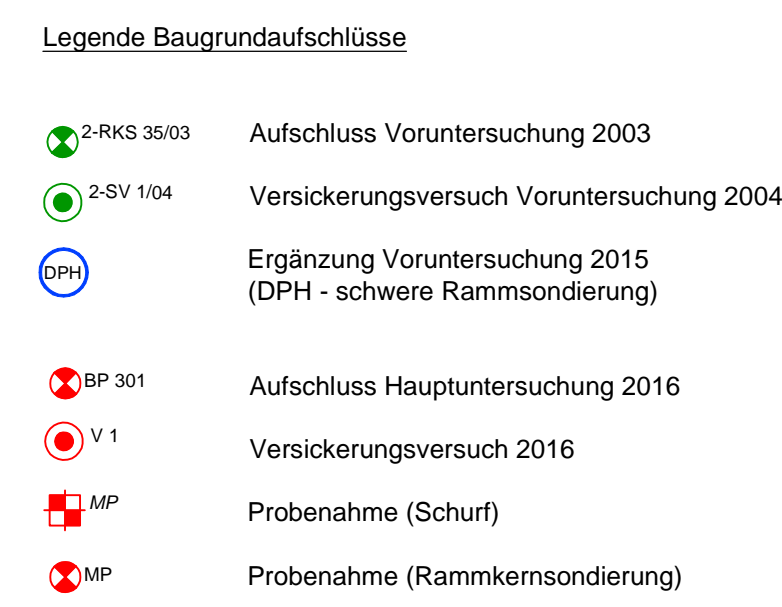 Legende Baugrundaufschlüsse
2-RKS 35/03 Aufschluss Voruntersuchung 2003
2-SV 1/04 Versickerungsversuch Voruntersuchung 2004
DPH Ergänzung Voruntersuchung 2015
(DPH - schwere Rammsondierung)
BP 301 Aufschluss Hauptuntersuchung 2016
V 1 Versickerungsversuch 2016
MP Probenahme (Schurf)
MP Probenahme (Rammkernsondierung)